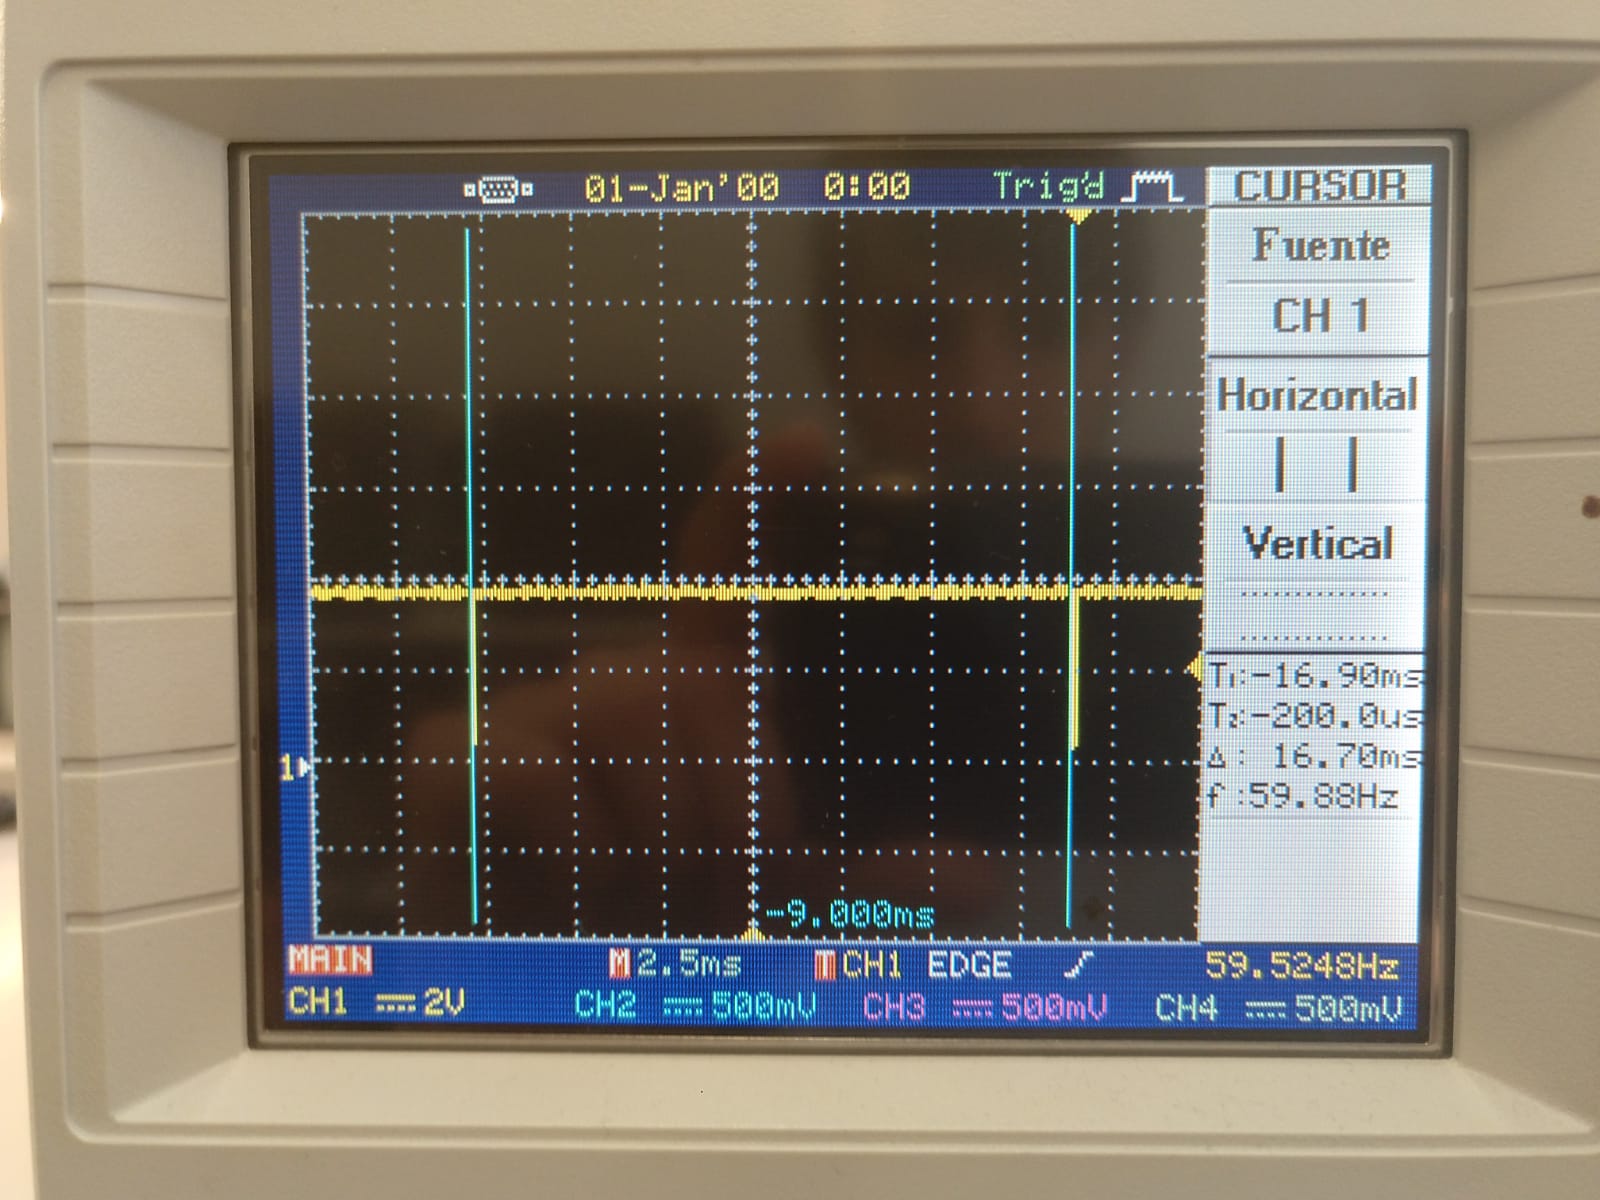 01-Jan'00 0:00 Trig'd
CURSOR
Fuente
CH 1
Horizontal
Vertical
T1:-16.90ms
T2:-200.0us
Δ: 16.70ms
f :59.88Hz
1
-9.000ms
MAIN M 2.5ms T CH1 EDGE 59.5248Hz
CH1 2V CH2 500mV CH3 500mV CH4 500mV